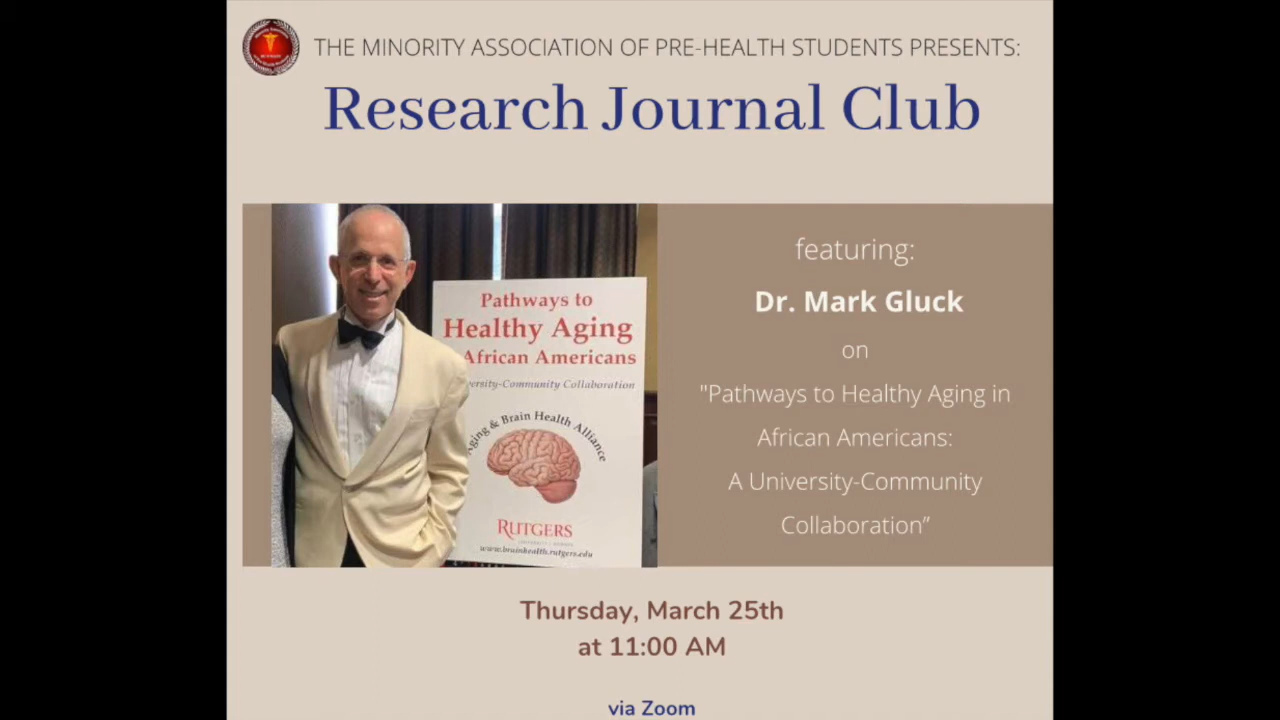 THE MINORITY ASSOCIATION OF PRE-HEALTH STUDENTS PRESENTS:
Research Journal Club
Pathways to
Healthy Aging
African Americans
ersity-Community Collaboration
Aging & Brain Health Alliance
RUTGERS
www.brainhealth.rutgers.edu
featuring:
Dr. Mark Gluck
on
"Pathways to Healthy Aging in
African Americans:
A University-Community
Collaboration”
Thursday, March 25th
at 11:00 AM
via Zoom